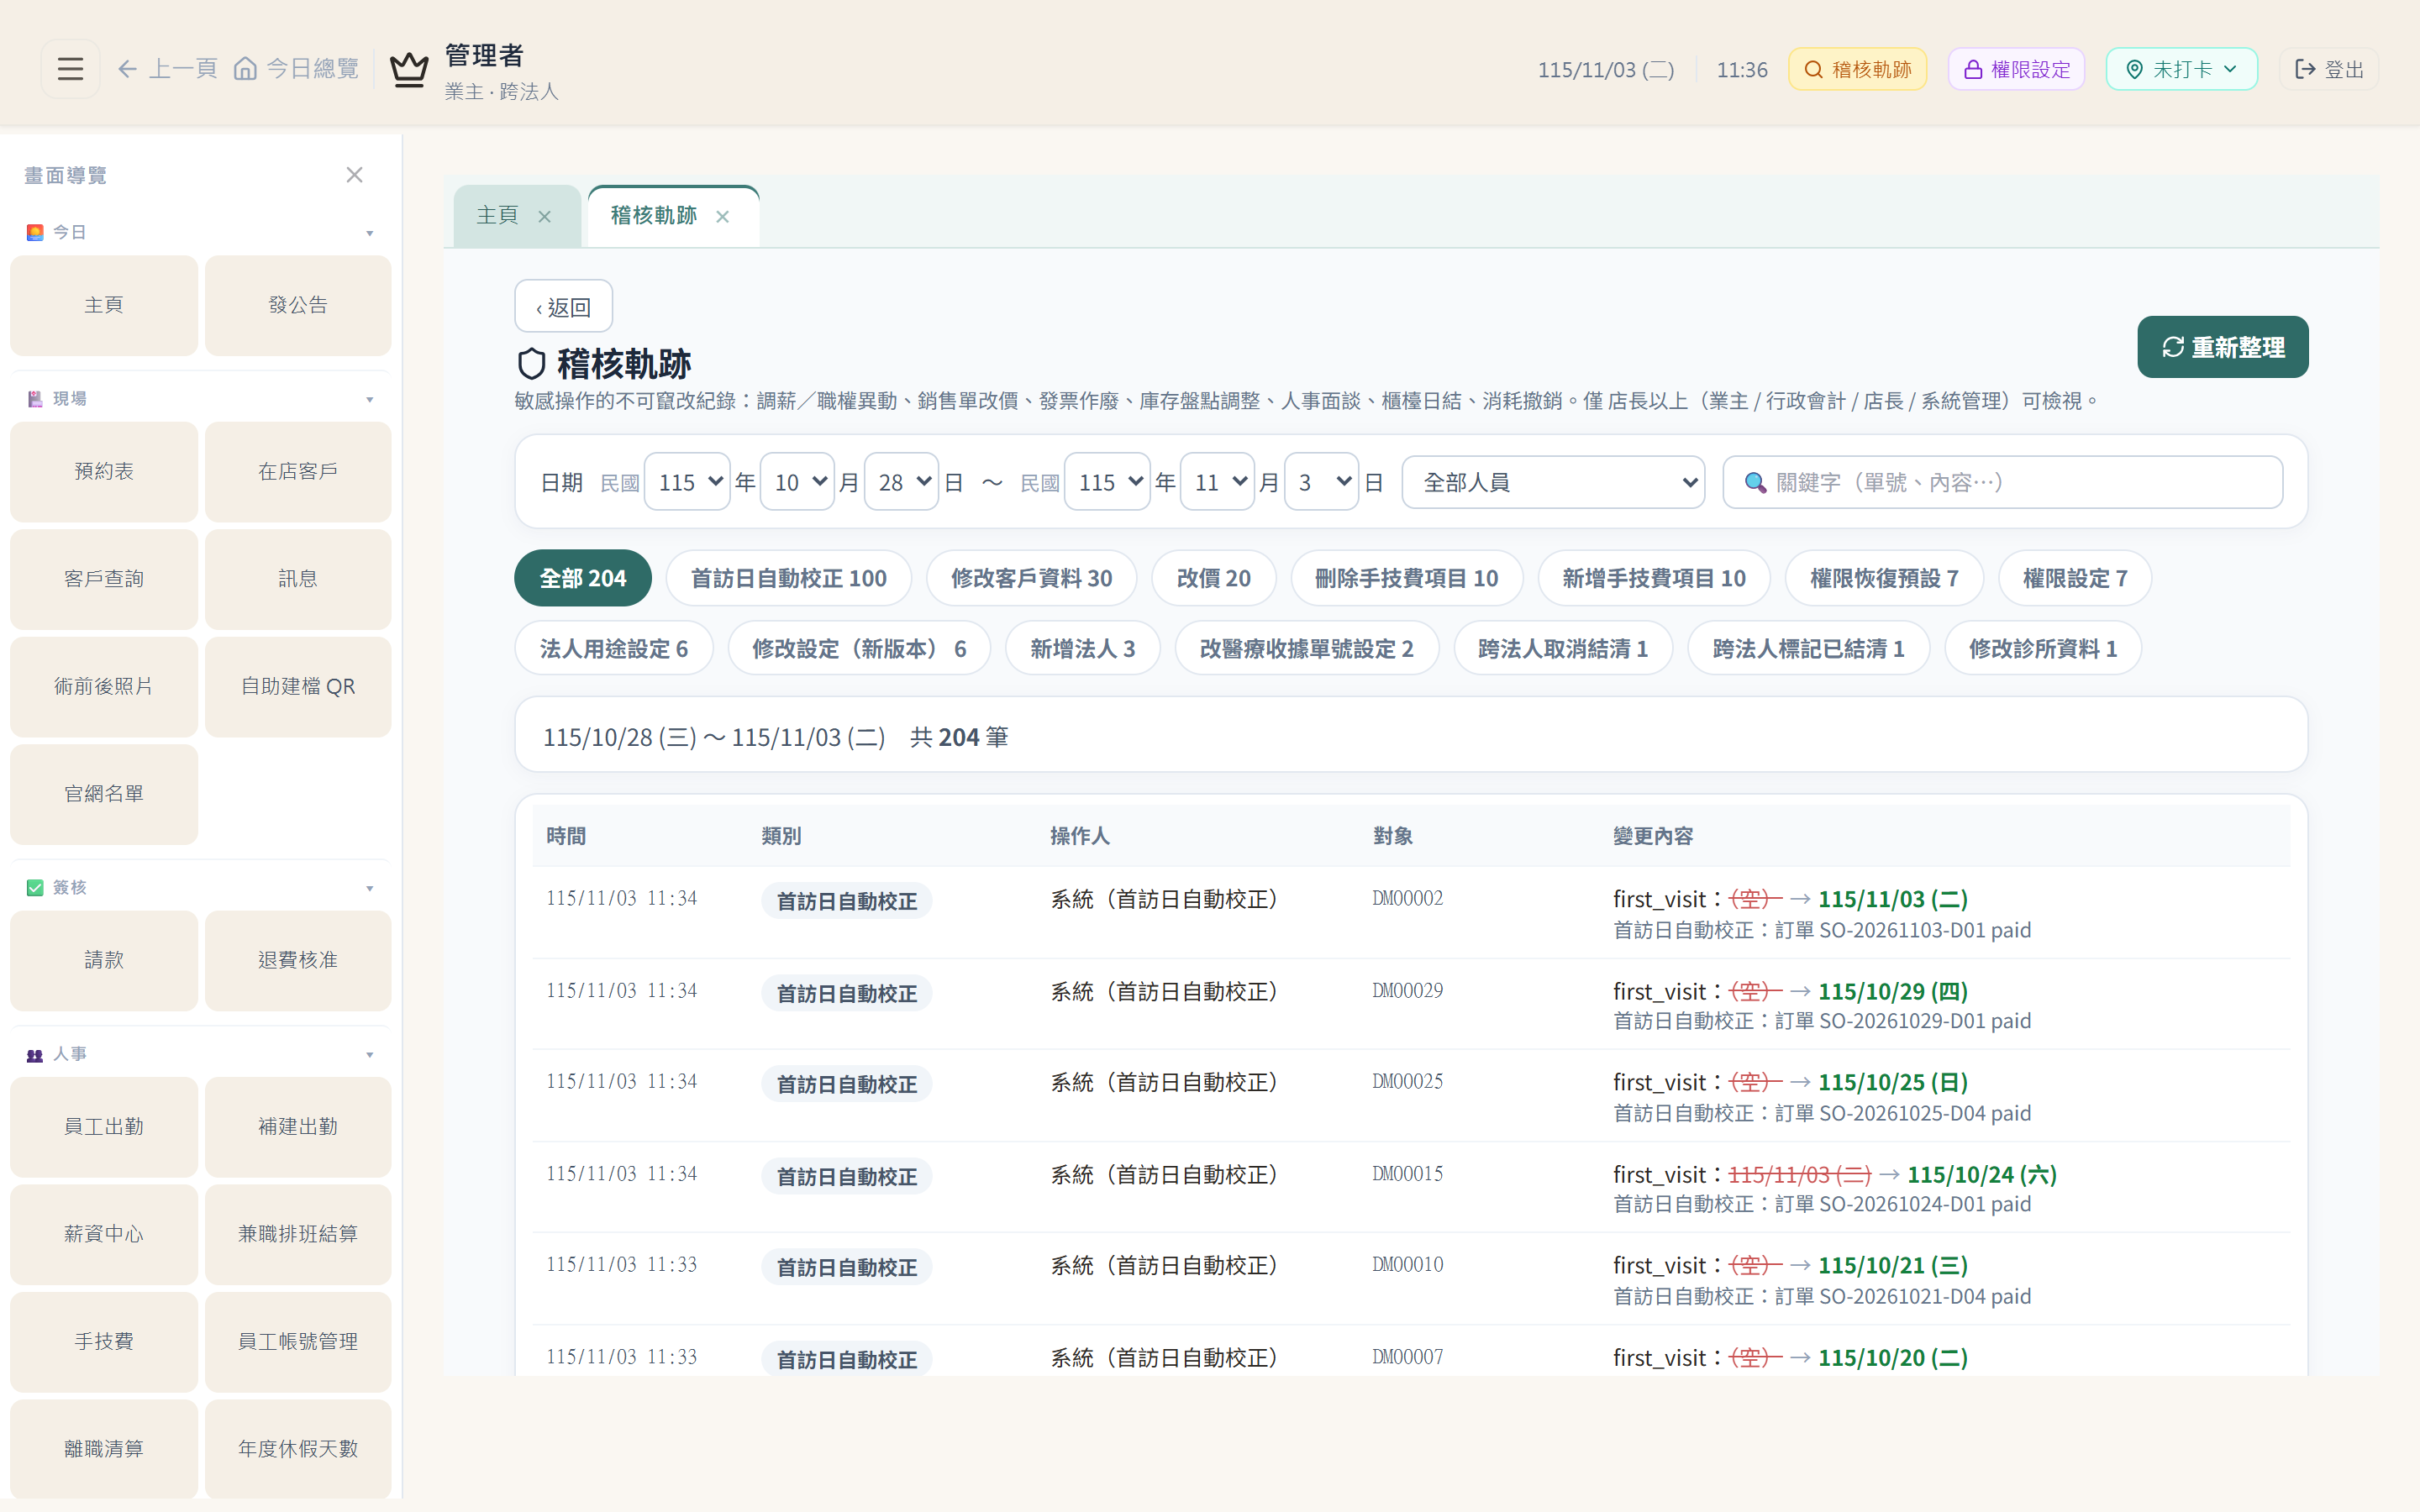 上一頁 今日總覽 管理者
業主 · 跨法人
115/11/03 (二) 11:36 稽核軌跡 權限設定 未打卡 登出
畫面導覽
今日
主頁 發公告
現場
預約表 在店客戶
客戶查詢 訊息
術前後照片 自助建檔 QR
官網名單
簽核
請款 退費核准
人事
員工出勤 補建出勤
薪資中心 兼職排班結算
手技費 員工帳號管理
離職清算 年度休假天數
主頁 稽核軌跡
‹ 返回
稽核軌跡
重新整理
敏感操作的不可竄改紀錄：調薪／職權異動、銷售單改價、發票作廢、庫存盤點調整、人事面談、櫃檯日結、消耗撤銷。僅 店長以上（業主 / 行政會計 / 店長 / 系統管理）可檢視。
日期 民國 115 年 10 月 28 日 ～ 民國 115 年 11 月 3 日 全部人員 關鍵字（單號、內容…）
全部 204 首訪日自動校正 100 修改客戶資料 30 改價 20 刪除手技費項目 10 新增手技費項目 10 權限恢復預設 7 權限設定 7
法人用途設定 6 修改設定（新版本） 6 新增法人 3 改醫療收據單號設定 2 跨法人取消結清 1 跨法人標記已結清 1 修改診所資料 1
115/10/28 (三) ～ 115/11/03 (二) 共 204 筆
時間 類別 操作人 對象 變更內容
115/11/03 11:34 首訪日自動校正 系統（首訪日自動校正） DM00002 first_visit：（空） → 115/11/03 (二)
首訪日自動校正：訂單 SO-20261103-D01 paid
115/11/03 11:34 首訪日自動校正 系統（首訪日自動校正） DM00029 first_visit：（空） → 115/10/29 (四)
首訪日自動校正：訂單 SO-20261029-D01 paid
115/11/03 11:34 首訪日自動校正 系統（首訪日自動校正） DM00025 first_visit：（空） → 115/10/25 (日)
首訪日自動校正：訂單 SO-20261025-D04 paid
115/11/03 11:34 首訪日自動校正 系統（首訪日自動校正） DM00015 first_visit：115/11/03 (二) → 115/10/24 (六)
首訪日自動校正：訂單 SO-20261024-D01 paid
115/11/03 11:33 首訪日自動校正 系統（首訪日自動校正） DM00010 first_visit：（空） → 115/10/21 (三)
首訪日自動校正：訂單 SO-20261021-D04 paid
115/11/03 11:33 首訪日自動校正 系統（首訪日自動校正） DM00007 first_visit：（空） → 115/10/20 (二)